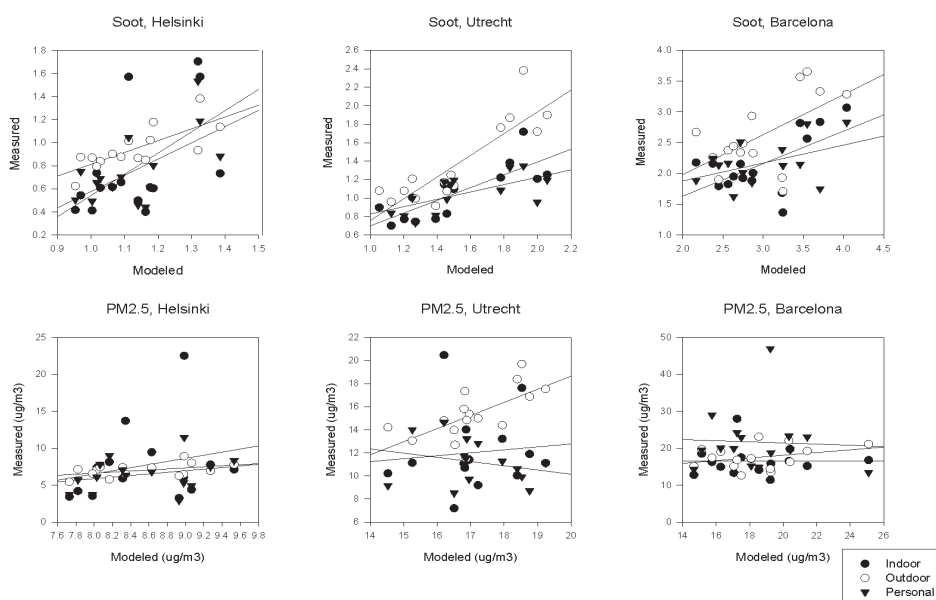 Soot, Helsinki
Soot, Utrecht
Soot, Barcelona
Measured
1.8
1.6
1.4
1.2
1.0
0.8
0.6
0.4
0.2
0.9 1.0 1.1 1.2 1.3 1.4 1.5
Modeled
Measured
2.6
2.4
2.2
2.0
1.8
1.6
1.4
1.2
1.0
0.8
0.6
1.0 1.2 1.4 1.6 1.8 2.0 2.2
Modeled
Measured
4.0
3.5
3.0
2.5
2.0
1.5
1.0
2.0 2.5 3.0 3.5 4.0 4.5
Modeled
PM2.5, Helsinki
PM2.5, Utrecht
PM2.5, Barcelona
Measured (ug/m3)
25
20
15
10
5
0
7.6 7.8 8.0 8.2 8.4 8.6 8.8 9.0 9.2 9.4 9.6 9.8
Modeled (ug/m3)
Measured (ug/m3)
22
20
18
16
14
12
10
8
6
14 15 16 17 18 19 20
Modeled (ug/m3)
Measured (ug/m3)
50
40
30
20
10
0
14 16 18 20 22 24 26
Modeled (ug/m3)
Indoor
Outdoor
Personal